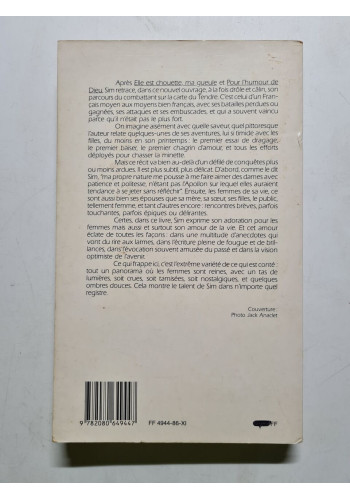 Après Elle est chouette, ma gueule et Pour l'humour de
Dieu, Sim retrace, dans ce nouvel ouvrage, à la fois drôle et câlin, son
parcours du combattant sur la carte du Tendre. C'est celui d'un Fran-
çais moyen aux moyens bien français, avec ses batailles perdues ou
gagnées, ses attaques et ses embuscades, et qui a souvent vaincu
parce qu'il n'était pas le plus fort.
On imagine aisément avec quelle saveur, quel pittoresque
l'auteur relate quelques-unes de ses aventures, lui si timide avec les
filles, du moins en son printemps : le premier essai de dragage,
le premier baiser, le premier chagrin d'amour, et tous les efforts
déployés pour chasser la minette.
Mais ce récit va bien au-delà d'un défilé de conquêtes plus
ou moins ardues. Il est plus subtil, plus délicat. D'abord, comme le dit
Sim, "ma propre nature me pousse à me faire aimer des dames avec
patience et politesse, n'étant pas l'Apollon sur lequel elles auraient
tendance à se jeter sans réfléchir". Ensuite, les femmes de sa vie, ce
sont aussi bien ses épouses que sa mère, sa sœur, ses filles, le public,
tellement femme, et tant d'autres encore : rencontres brèves, parfois
touchantes, parfois épiques ou délirantes.
Certes, dans ce livre, Sim exprime son adoration pour les
femmes mais aussi et surtout son amour de la vie. Et cet amour
éclate de toutes les façons : dans une multitude d'anecdotes qui
vont du rire aux larmes, dans l'écriture pleine de fougue et de bril-
lances, dans l'évocation souvent amusée du passé et dans la vision
optimiste de l'avenir.
Ce qui frappe ici, c'est l'extrême variété de ce qui est conté :
tout un panorama où les femmes sont reines, avec un tas de
lumières, soit crues, soit tamisées, soit nostalgiques, et quelques
ombres douces. Cela montre le talent de Sim dans n'importe quel
registre.
Couverture :
Photo Jack Anaclet
9 782080 649447
FF 4944-86-XI